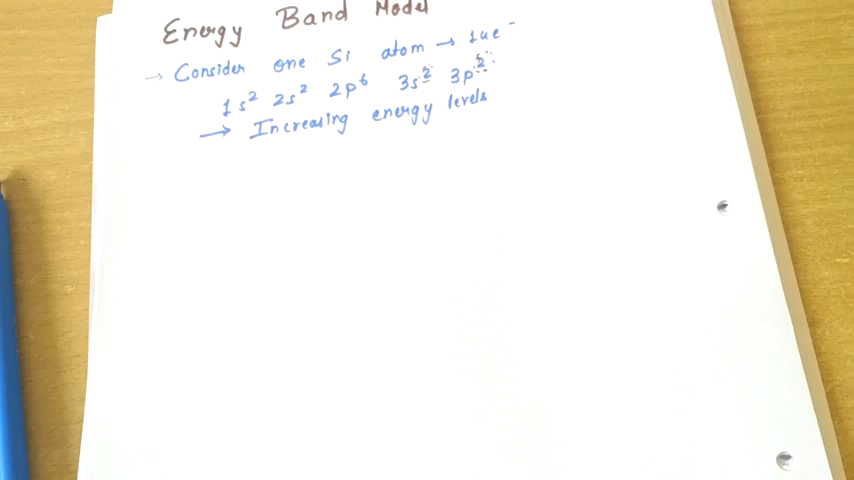 Energy Band Model
→ Consider one Si atom → 14e⁻
1s² 2s² 2p⁶ 3s² 3p²
→ Increasing energy levels